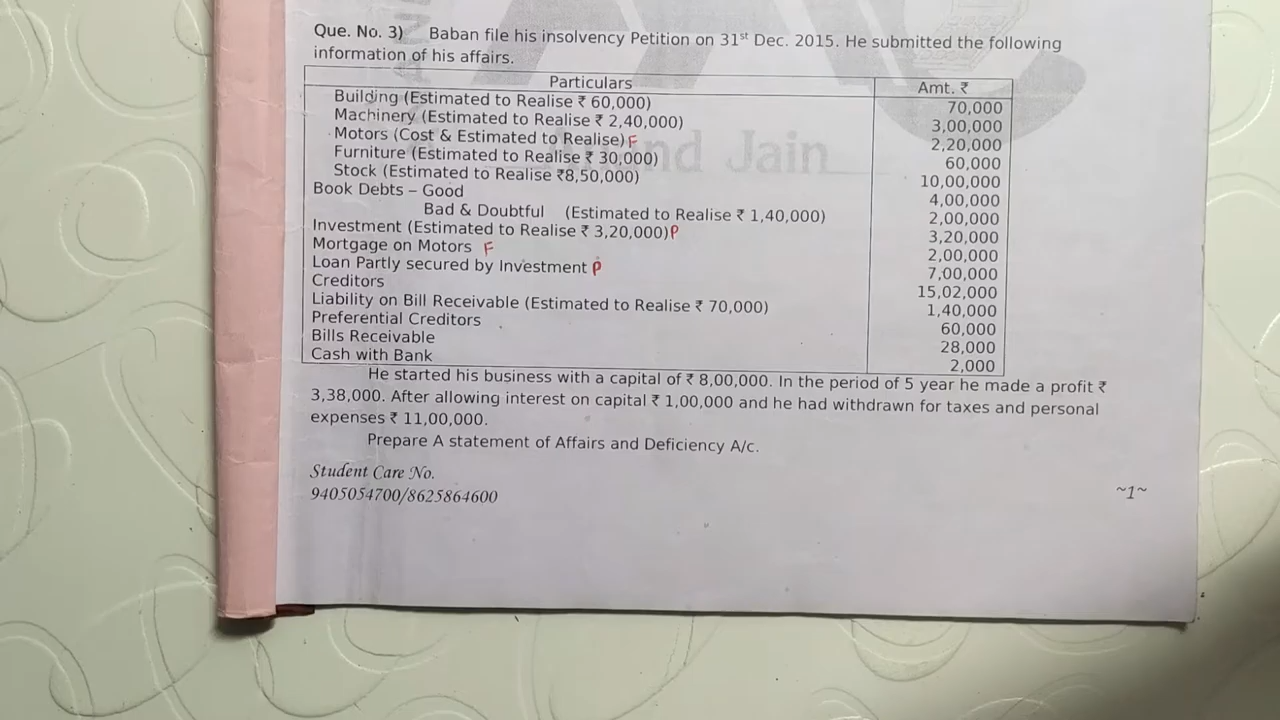 Que. No. 3) Baban file his insolvency Petition on 31st Dec. 2015. He submitted the following
information of his affairs.
Particulars Amt. ₹
Building (Estimated to Realise ₹ 60,000) 70,000
Machinery (Estimated to Realise ₹ 2,40,000) 3,00,000
Motors (Cost & Estimated to Realise) F 2,20,000
Furniture (Estimated to Realise ₹ 30,000) 60,000
Stock (Estimated to Realise ₹8,50,000) 10,00,000
Book Debts – Good 4,00,000
Bad & Doubtful (Estimated to Realise ₹ 1,40,000) 2,00,000
Investment (Estimated to Realise ₹ 3,20,000) P 3,20,000
Mortgage on Motors F 2,00,000
Loan Partly secured by Investment P 7,00,000
Creditors 15,02,000
Liability on Bill Receivable (Estimated to Realise ₹ 70,000) 1,40,000
Preferential Creditors 60,000
Bills Receivable 28,000
Cash with Bank 2,000
He started his business with a capital of ₹ 8,00,000. In the period of 5 year he made a profit ₹
3,38,000. After allowing interest on capital ₹ 1,00,000 and he had withdrawn for taxes and personal
expenses ₹ 11,00,000.
Prepare A statement of Affairs and Deficiency A/c.
Student Care No.
9405054700/8625864600
~1~
nd Jain